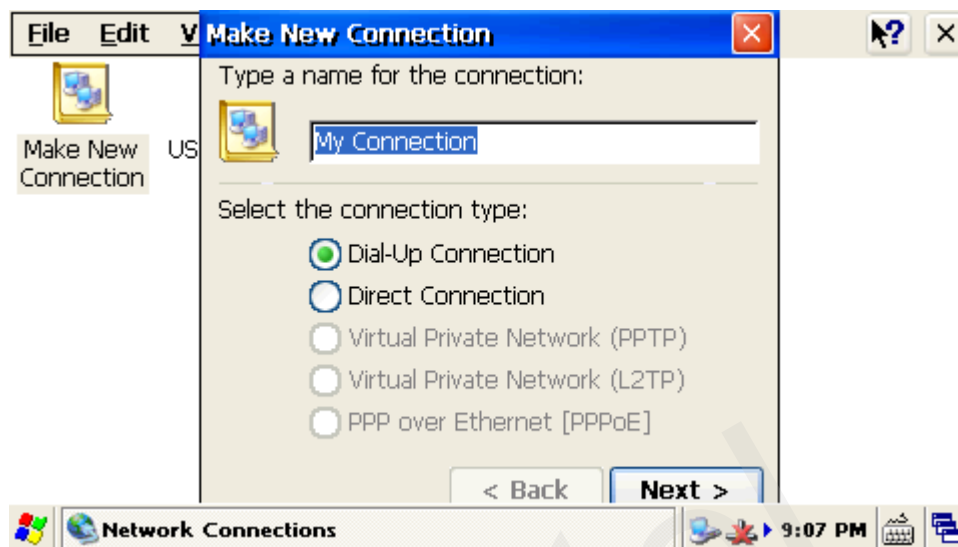 File Edit V
Make New Connection
?
Type a name for the connection:
My Connection
Make New
Connection
US
Select the connection type:
Dial-Up Connection
Direct Connection
Virtual Private Network (PPTP)
Virtual Private Network (L2TP)
PPP over Ethernet [PPPoE]
< Back
Next >
Network Connections
9:07 PM